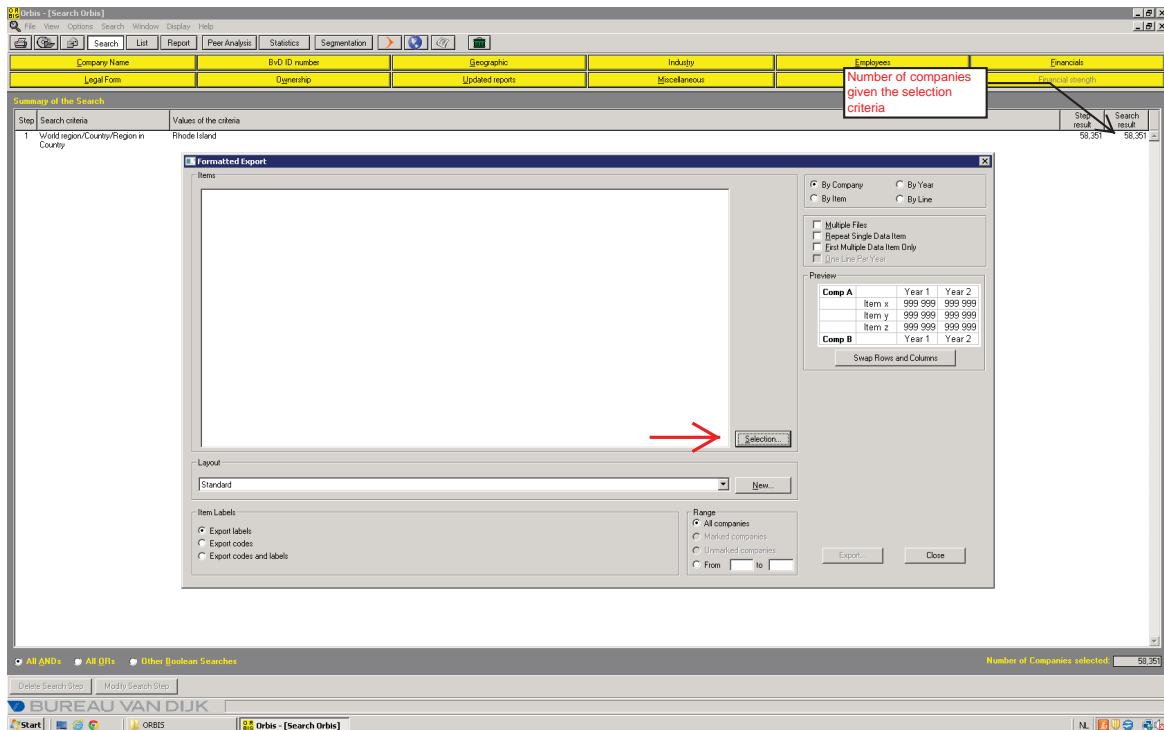 Orbis - [Search Orbis]
File View Options Search Window Display Help
Search List Report Peer Analysis Statistics Segmentation
Company Name BvD ID number Geographic Industry Employees Financials
Legal Form Ownership Updated reports Miscellaneous Financial strength
Number of companies
given the selection
criteria
Summary of the Search
Step Search criteria Values of the criteria Step result Search result
1 World region/Country/Region in Country Rhode Island 58,351 58,351
Formatted Export
Items
By Company By Year
By Item By Line
Multiple Files
Repeat Single Data Item
First Multiple Data Item Only
One Line Per Year
Preview
Comp A Year 1 Year 2
Item x 999 999 999 999
Item y 999 999 999 999
Item z 999 999 999 999
Comp B Year 1 Year 2
Swap Rows and Columns
Selection...
Layout
Standard New...
Item Labels
Export labels
Export codes
Export codes and labels
Range
All companies
Marked companies
Unmarked companies
From to
Export... Close
All ANDs All ORs Other Boolean Searches Number of Companies selected: 58,351
Delete Search Step Modify Search Step
BUREAU VAN DIJK
Start ORBIS Orbis - [Search Orbis] NL